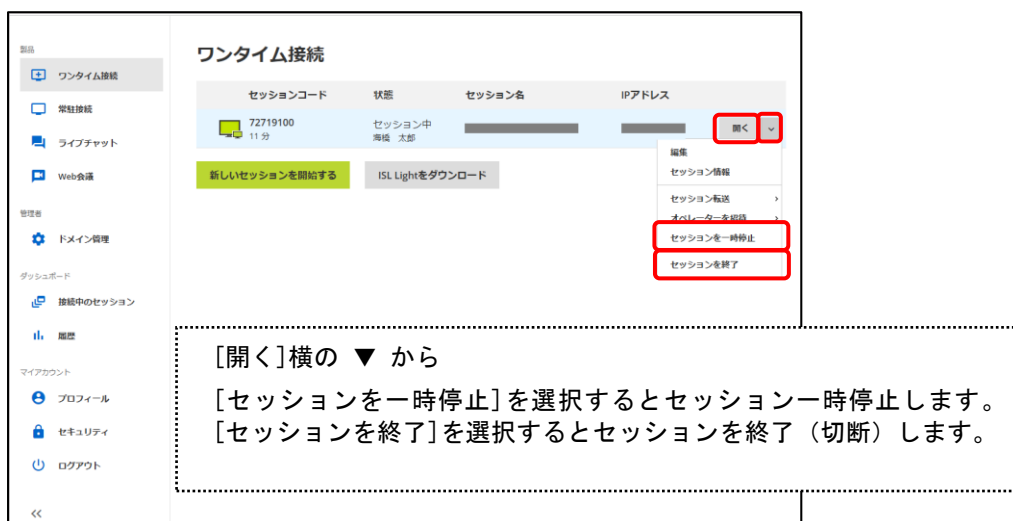 製品
ワンタイム接続
常駐接続
ライブチャット
Web会議
管理者
ドメイン管理
ダッシュボード
接続中のセッション
履歴
マイアカウント
プロフィール
セキュリティ
ログアウト
<<
ワンタイム接続
セッションコード 状態 セッション名 IPアドレス
72719100 セッション中 開く
11 分 海橋 太郎
新しいセッションを開始する ISL Lightをダウンロード
編集
セッション情報
セッション転送 >
オペレーターを招待 >
セッションを一時停止
セッションを終了
[開く]横の ▼ から
[セッションを一時停止]を選択するとセッション一時停止します。
[セッションを終了]を選択するとセッションを終了（切断）します。